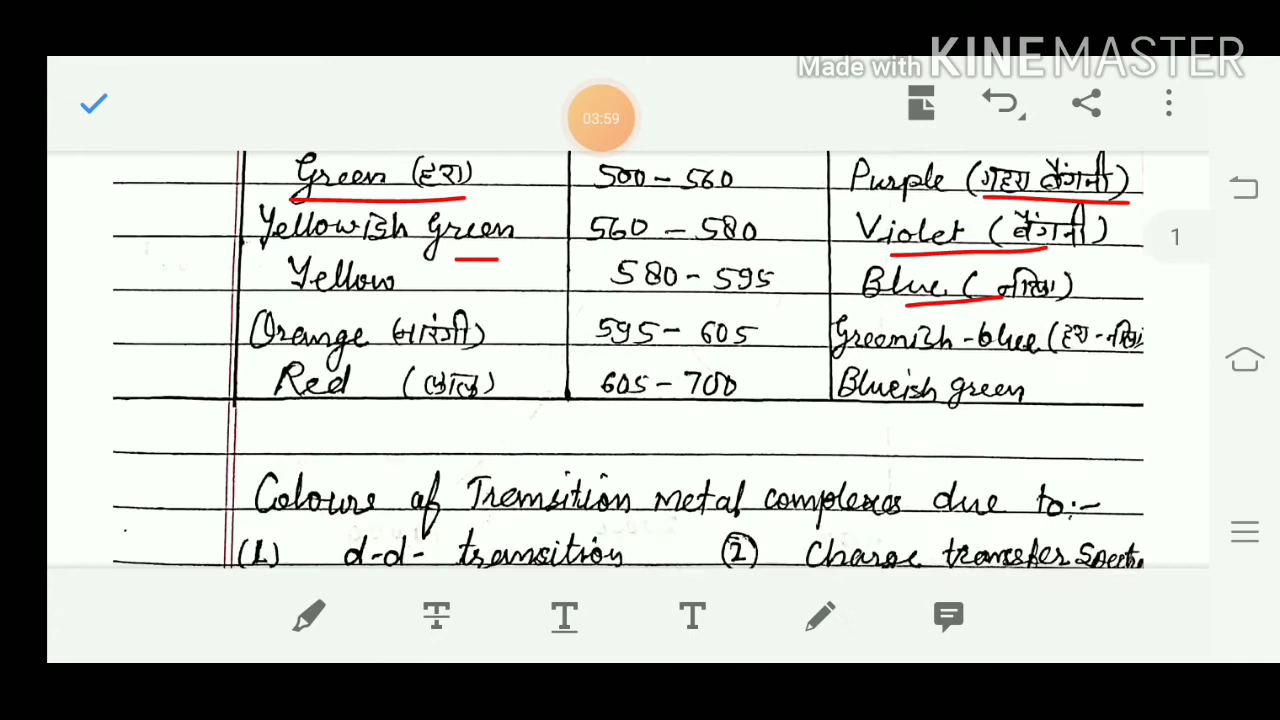 Made with KINEMASTER
03:59
Green (हरा) 500-560 Purple (गहरा बैंगनी)
Yellowish Green 560-580 Violet (बैंगनी)
Yellow 580-595 Blue (नीला)
Orange (नारंगी) 595-605 Greenish-blue (हरा-
Red (लाल) 605-700 Blueish green
1
Colours of Transition metal complexes due to:-
(1) d-d- transition (2) Charge transfer Spect
T T T